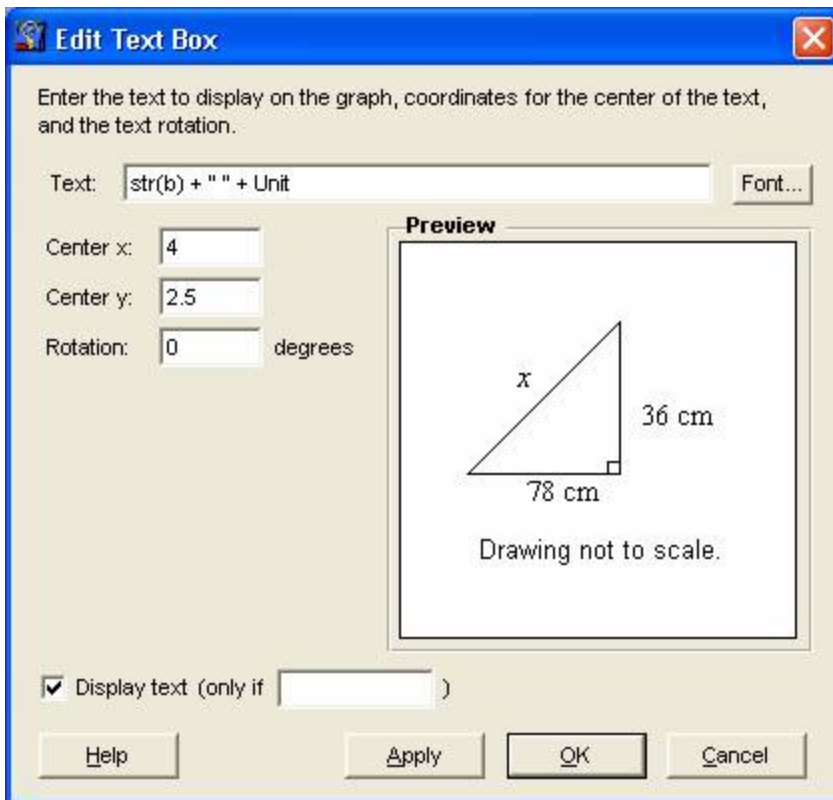 Edit Text Box
Enter the text to display on the graph, coordinates for the center of the text,
and the text rotation.
Text: str(b) + " " + Unit Font...
Center x: 4
Center y: 2.5
Rotation: 0 degrees
Preview
x
36 cm
78 cm
Drawing not to scale.
Display text (only if )
Help Apply OK Cancel